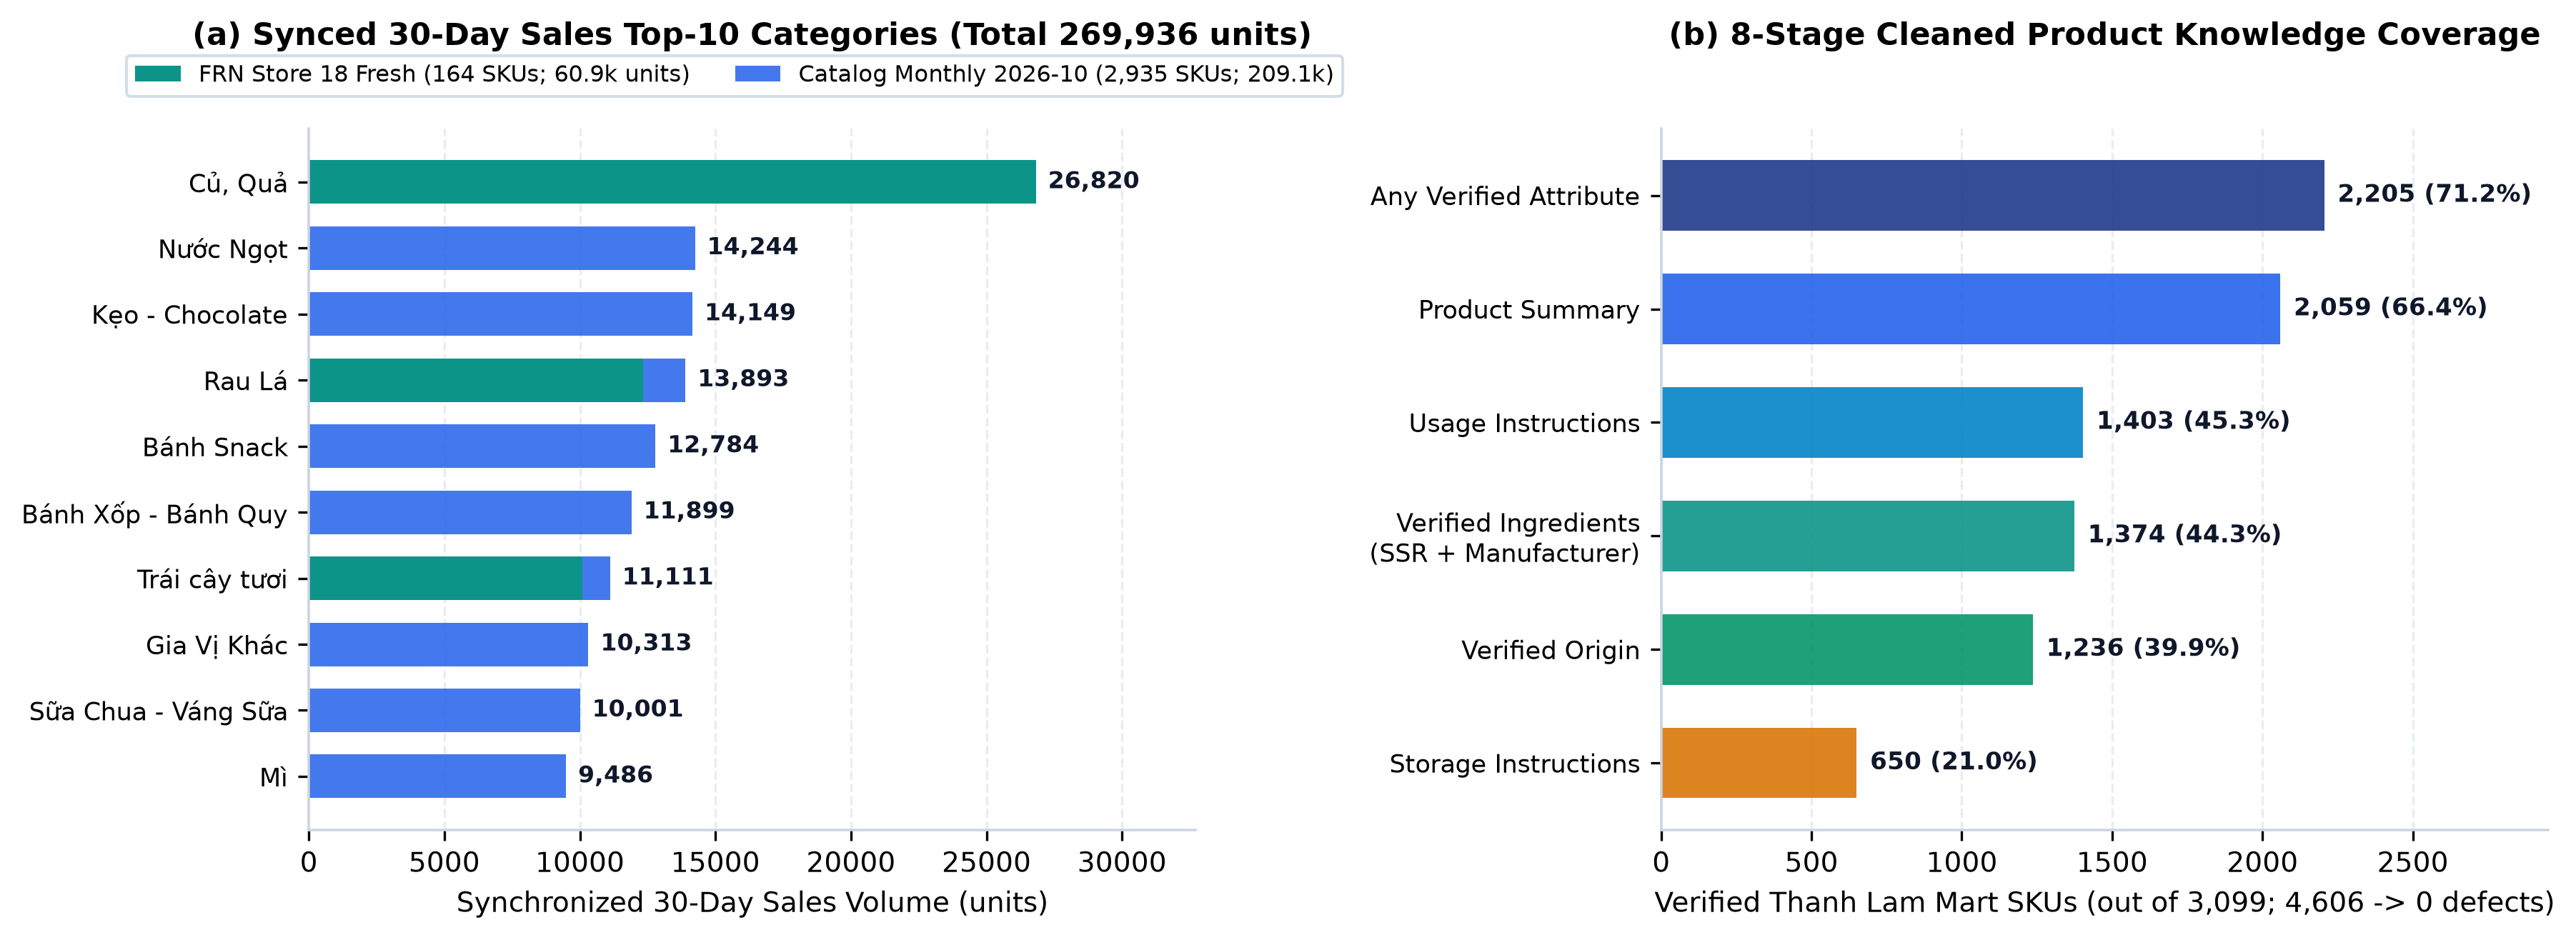 (a) Synced 30-Day Sales Top-10 Categories (Total 269,936 units)
FRN Store 18 Fresh (164 SKUs; 60.9k units)
Catalog Monthly 2026-10 (2,935 SKUs; 209.1k)
Củ, Quả
26,820
Nước Ngọt
14,244
Kẹo - Chocolate
14,149
Rau Lá
13,893
Bánh Snack
12,784
Bánh Xốp - Bánh Quy
11,899
Trái cây tươi
11,111
Gia Vị Khác
10,313
Sữa Chua - Váng Sữa
10,001
Mì
9,486
0 5000 10000 15000 20000 25000 30000
Synchronized 30-Day Sales Volume (units)
(b) 8-Stage Cleaned Product Knowledge Coverage
Any Verified Attribute
2,205 (71.2%)
Product Summary
2,059 (66.4%)
Usage Instructions
1,403 (45.3%)
Verified Ingredients
(SSR + Manufacturer)
1,374 (44.3%)
Verified Origin
1,236 (39.9%)
Storage Instructions
650 (21.0%)
0 500 1000 1500 2000 2500
Verified Thanh Lam Mart SKUs (out of 3,099; 4,606 -> 0 defects)